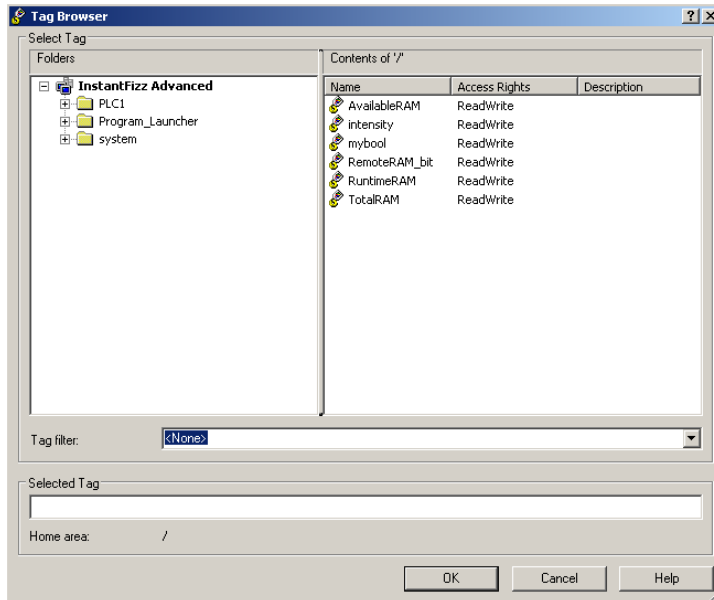 Tag Browser
Select Tag
Folders
Contents of '/'
InstantFizz Advanced
PLC1
Program_Launcher
system
Name Access Rights Description
AvailableRAM ReadWrite
intensity ReadWrite
mybool ReadWrite
RemoteRAM_bit ReadWrite
RuntimeRAM ReadWrite
TotalRAM ReadWrite
Tag filter: <None>
Selected Tag
Home area: /
OK Cancel Help